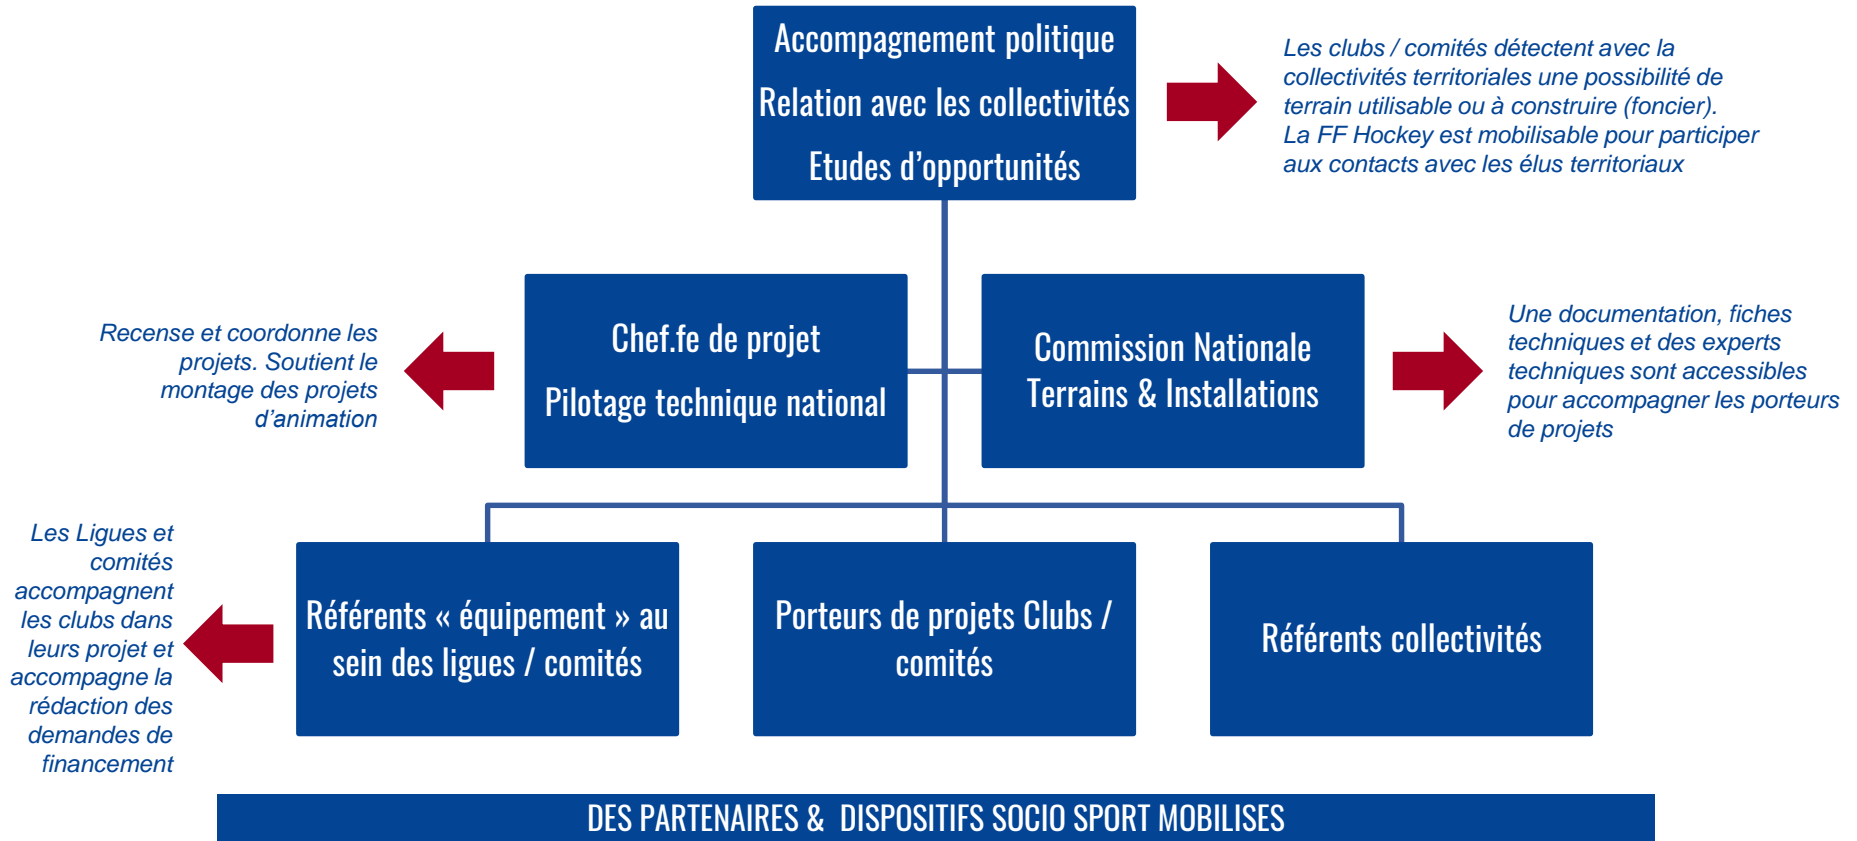 Accompagnement politique
Relation avec les collectivités
Etudes d’opportunités
Les clubs / comités détectent avec la
collectivités territoriales une possibilité de
terrain utilisable ou à construire (foncier).
La FF Hockey est mobilisable pour participer
aux contacts avec les élus territoriaux
Recense et coordonne les
projets. Soutient le
montage des projets
d’animation
Chef.fe de projet
Pilotage technique national
Commission Nationale
Terrains & Installations
Une documentation, fiches
techniques et des experts
techniques sont accessibles
pour accompagner les porteurs
de projets
Les Ligues et
comités
accompagnent
les clubs dans
leurs projet et
accompagne la
rédaction des
demandes de
financement
Référents « équipement » au
sein des ligues / comités
Porteurs de projets Clubs /
comités
Référents collectivités
DES PARTENAIRES & DISPOSITIFS SOCIO SPORT MOBILISES